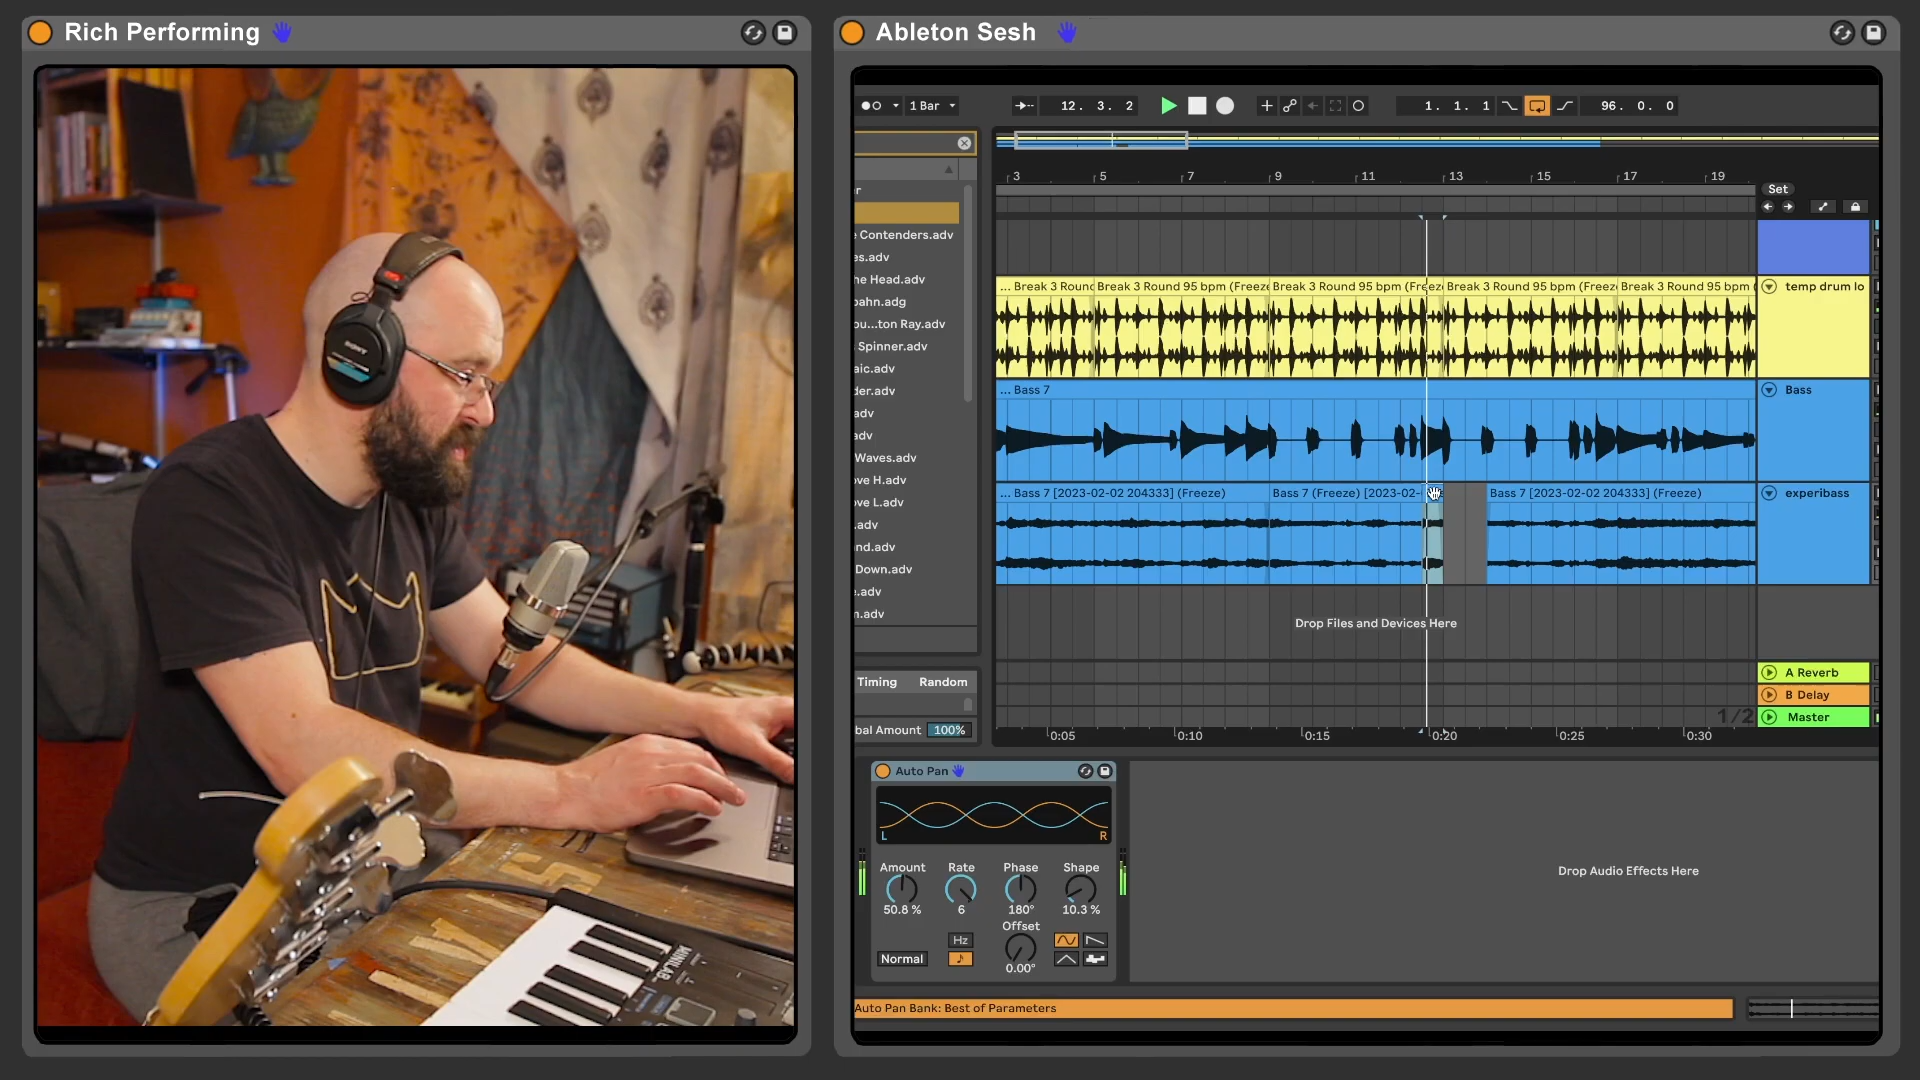 Rich Performing
Ableton Sesh
1 Bar
12. 3. 2
1. 1. 1
96. 0. 0
3 5 7 9 11 13 15 17 19
Set
r
e Contenders.adv
es.adv
he Head.adv
pahn.adg
ou...ton Ray.adv
Spinner.adv
aic.adv
der.adv
adv
adv
Waves.adv
ove H.adv
ve L.adv
.adv
nd.adv
Down.adv
e.adv
n.adv
Timing Random
bal Amount 100%
... Break 3 Round Break 3 Round 95 bpm (Freeze Break 3 Round 95 bpm (Freeze Break 3 Round 95 bpm (Freeze Break 3 Round 95 bpm (
temp drum lo
... Bass 7
Bass
... Bass 7 [2023-02-02 204333] (Freeze) Bass 7 (Freeze) [2023-02- Bass 7 [2023-02-02 204333] (Freeze)
experibass
Drop Files and Devices Here
A Reverb
B Delay
1/2
Master
0:05 0:10 0:15 0:20 0:25 0:30
Auto Pan
L R
Amount Rate Phase Shape
50.8 % 6 180° 10.3 %
Offset
Hz
Normal
0.00°
Drop Audio Effects Here
Auto Pan Bank: Best of Parameters
SONY
MINILAB